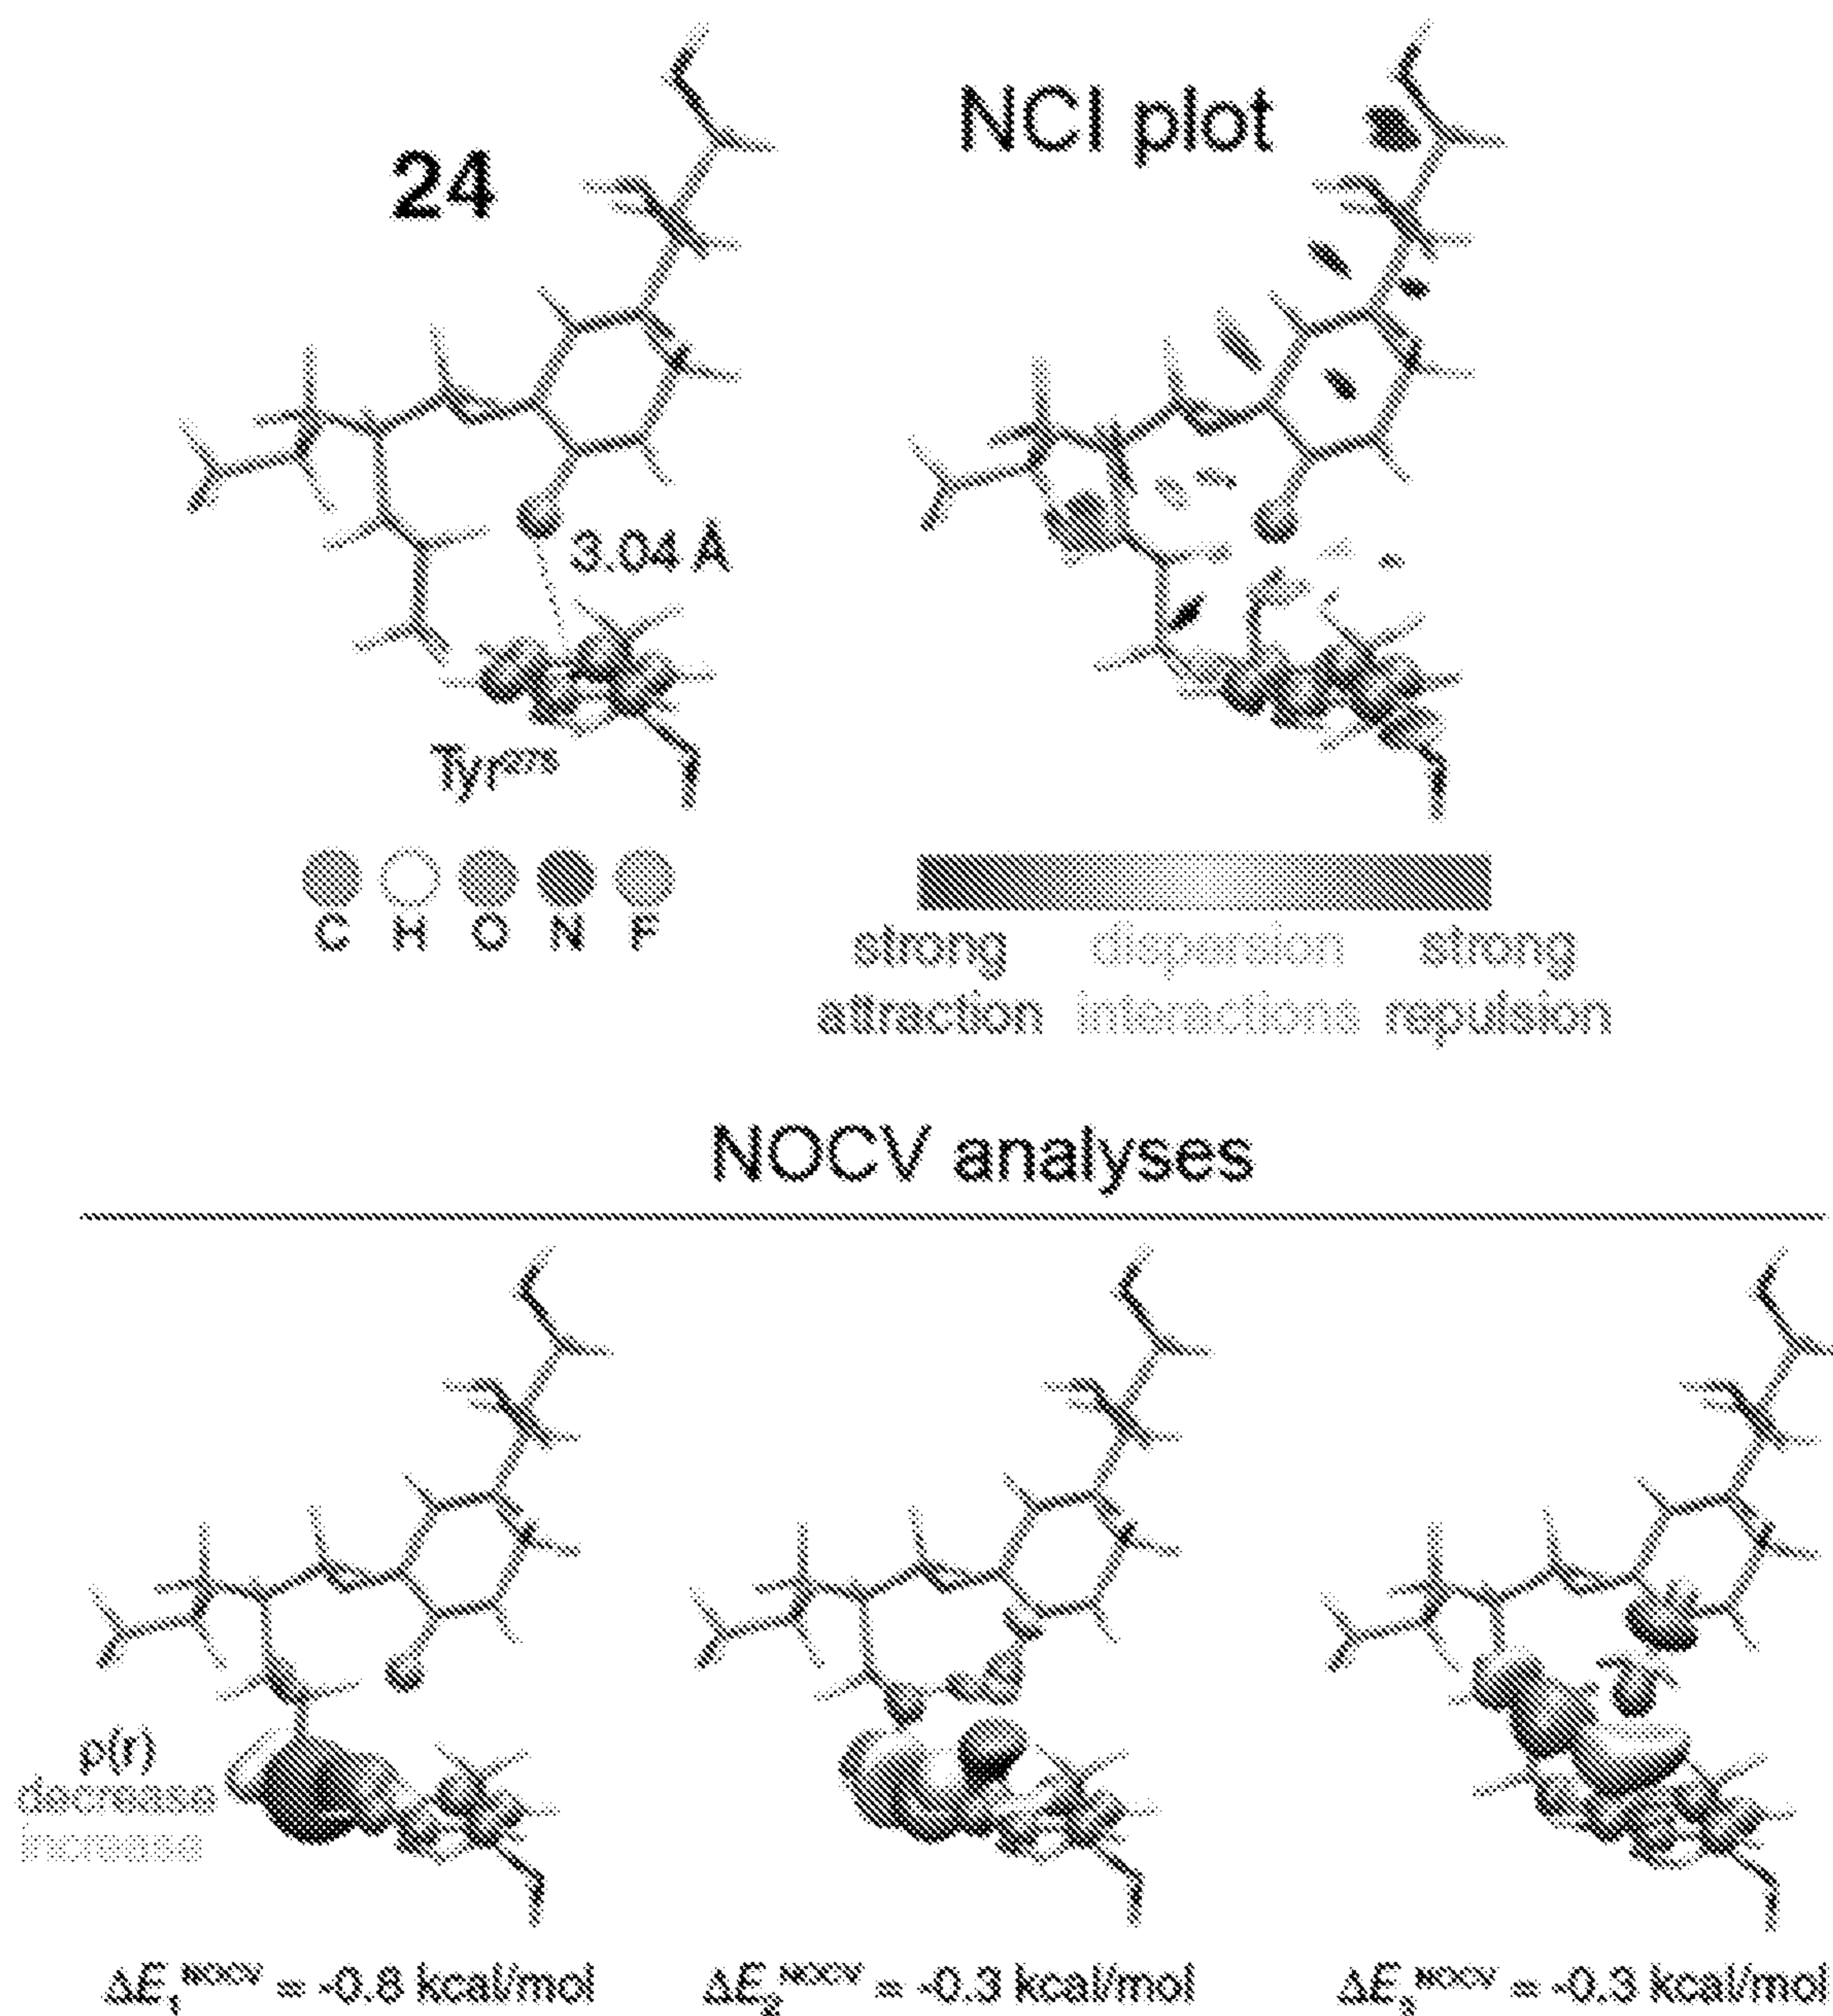 24
NCI plot
3.04 Å
Tyr²⁷⁵
C H O N F
strong dispersion strong
attraction interactions repulsion
NOCV analyses
ρ(r)
decrease
increase
ΔE₁ᴺᴼᶜⱽ = -0.8 kcal/mol
ΔE₂ᴺᴼᶜⱽ = -0.3 kcal/mol
ΔE₃ᴺᴼᶜⱽ = -0.3 kcal/mol